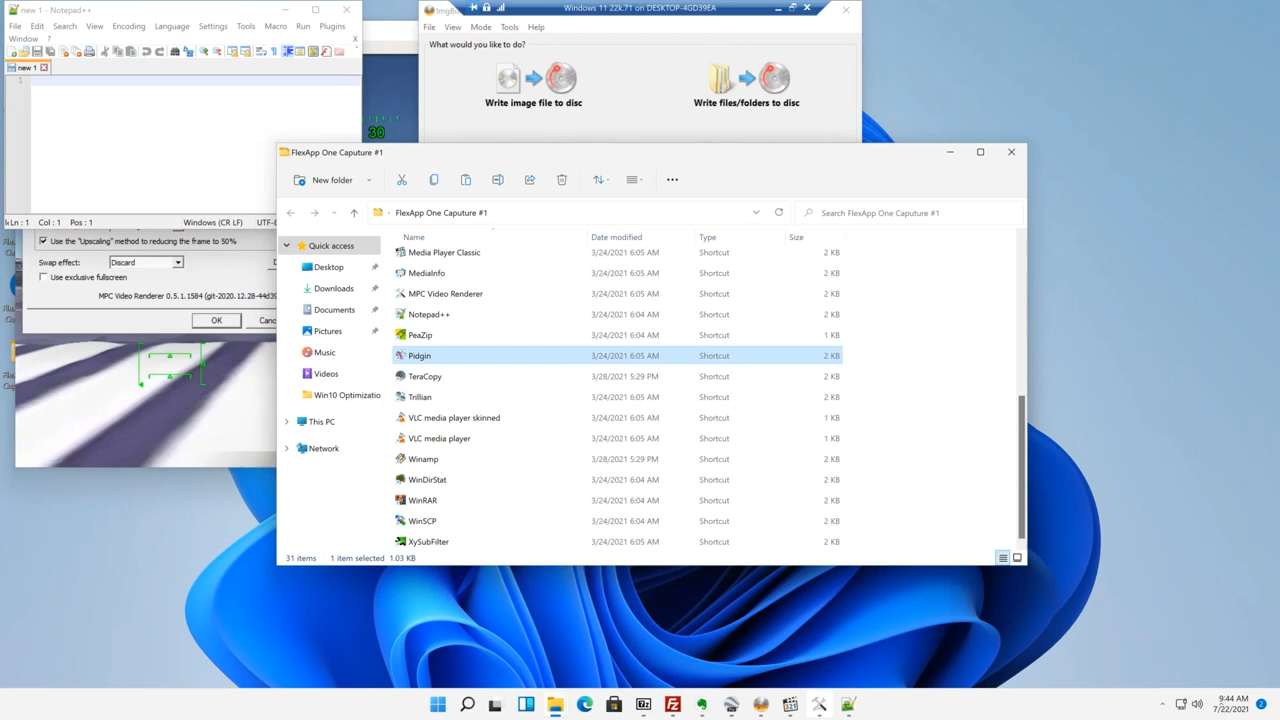 new 1 - Notepad++
File Edit Search View Encoding Language Settings Tools Macro Run Plugins
Window ?
new 1
1
Ln : 1 Col : 1 Pos : 1 Windows (CR LF)
Use the "Upscaling" method to reducing the frame to 50%
Swap effect: Discard
Use exclusive fullscreen
MPC Video Renderer 0.5.1.1584
OK
30
Windows 11 22k.71 on DESKTOP-4GD39EA
File View Mode Tools Help
What would you like to do?
Write image file to disc Write files/folders to disc
FlexApp One Caputure #1
New folder
FlexApp One Caputure #1 Search FlexApp One Caputure #1
Name Date modified Type Size
Quick access
Desktop
Downloads
Documents
Pictures
Music
Videos
Win10 Optimizatio
This PC
Network
Media Player Classic 3/24/2021 6:05 AM Shortcut 2 KB
MediaInfo 3/24/2021 6:05 AM Shortcut 2 KB
MPC Video Renderer 3/24/2021 6:05 AM Shortcut 2 KB
Notepad++ 3/24/2021 6:04 AM Shortcut 2 KB
PeaZip 3/24/2021 6:05 AM Shortcut 1 KB
Pidgin 3/24/2021 6:05 AM Shortcut 2 KB
TeraCopy 3/28/2021 5:29 PM Shortcut 2 KB
Trillian 3/24/2021 6:05 AM Shortcut 2 KB
VLC media player skinned 3/24/2021 6:05 AM Shortcut 1 KB
VLC media player 3/24/2021 6:05 AM Shortcut 1 KB
Winamp 3/28/2021 5:29 PM Shortcut 2 KB
WinDirStat 3/24/2021 6:04 AM Shortcut 2 KB
WinRAR 3/24/2021 6:04 AM Shortcut 2 KB
WinSCP 3/24/2021 6:05 AM Shortcut 2 KB
XySubFilter 3/24/2021 6:05 AM Shortcut 2 KB
31 items 1 item selected 1.03 KB
9:44 AM
7/22/2021
2